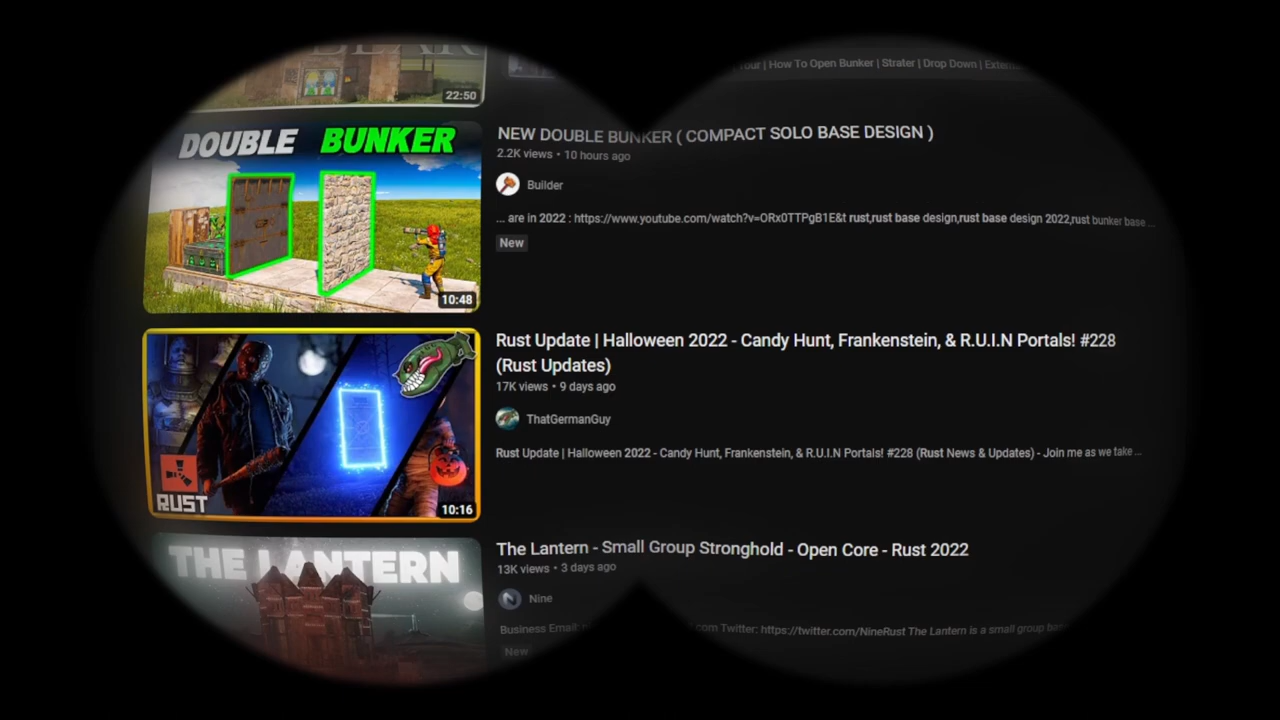 BEAR
22:50
Tour | How To Open Bunker | Strater | Drop Down |
DOUBLE BUNKER
10:48
NEW DOUBLE BUNKER ( COMPACT SOLO BASE DESIGN )
2.2K views • 10 hours ago
Builder
... are in 2022 : https://www.youtube.com/watch?v=ORx0TTPgB1E&t rust,rust base design,rust base design 2022,rust bunker base ...
New
RUST
10:16
Rust Update | Halloween 2022 - Candy Hunt, Frankenstein, & R.U.I.N Portals! #228
(Rust Updates)
17K views • 9 days ago
ThatGermanGuy
Rust Update | Halloween 2022 - Candy Hunt, Frankenstein, & R.U.I.N Portals! #228 (Rust News & Updates) - Join me as we take ...
THE LANTERN
The Lantern - Small Group Stronghold - Open Core - Rust 2022
13K views • 3 days ago
Nine
Business Email: com Twitter: https://twitter.com/NineRust The Lantern is a small group
New